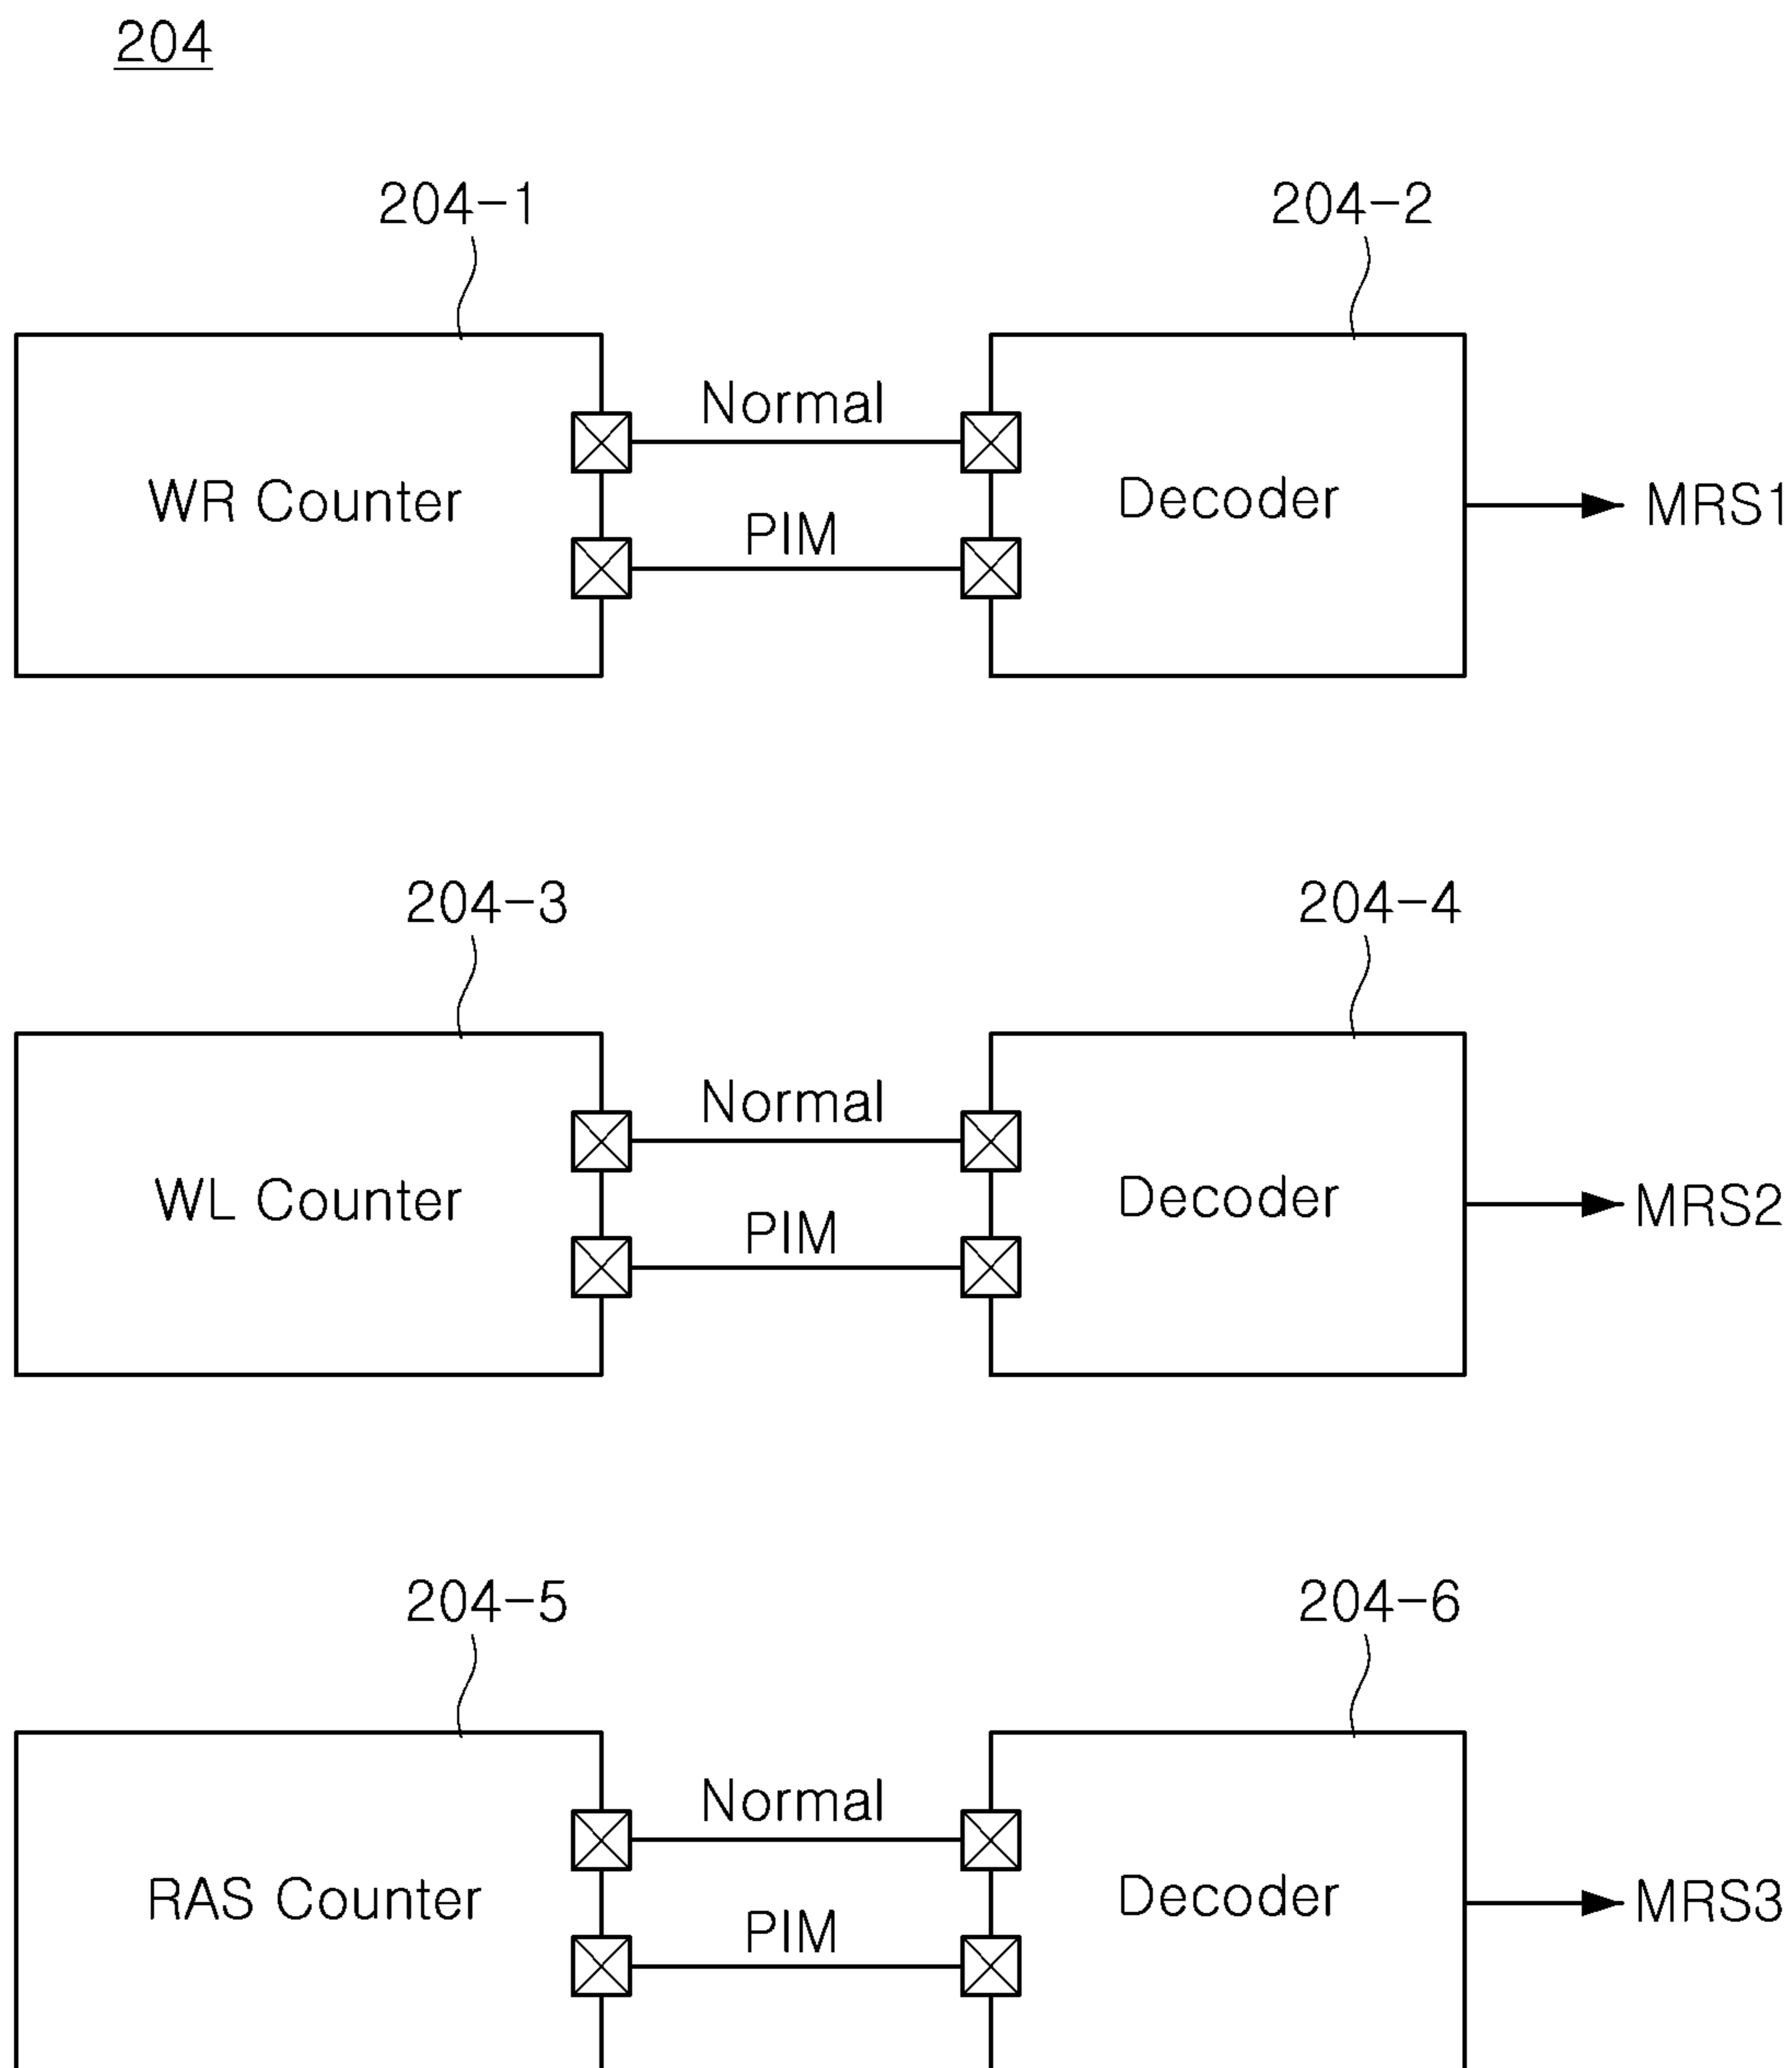 204
204-1
204-2
Normal
WR Counter
Decoder
MRS1
PIM
204-3
204-4
Normal
WL Counter
Decoder
MRS2
PIM
204-5
204-6
Normal
RAS Counter
Decoder
MRS3
PIM